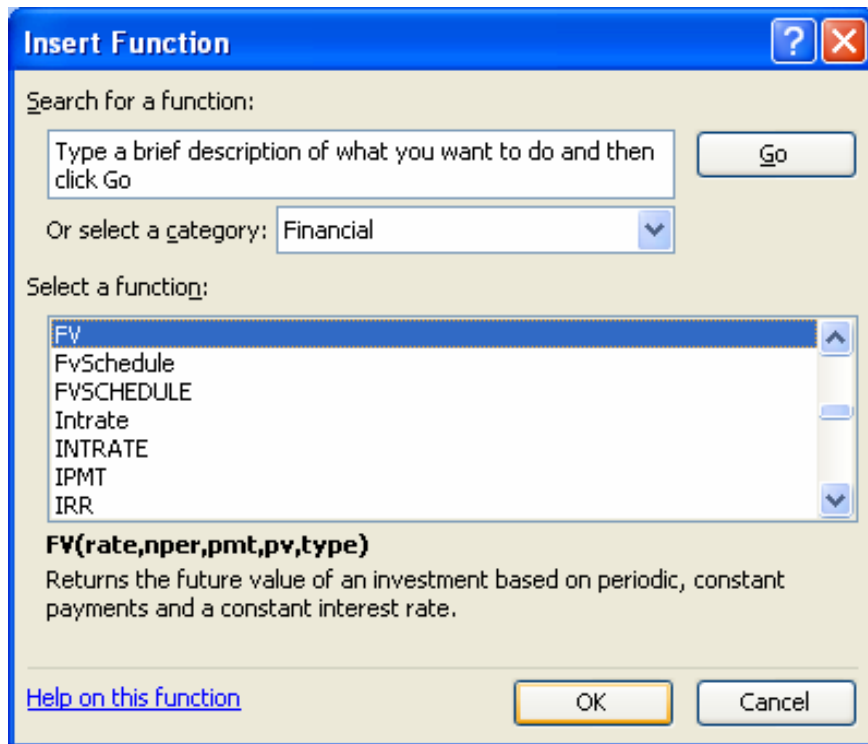 Insert Function
Search for a function:
Type a brief description of what you want to do and then
click Go
Go
Or select a category: Financial
Select a function:
FV
FvSchedule
FVSCHEDULE
Intrate
INTRATE
IPMT
IRR
FV(rate,nper,pmt,pv,type)
Returns the future value of an investment based on periodic, constant
payments and a constant interest rate.
Help on this function
OK
Cancel